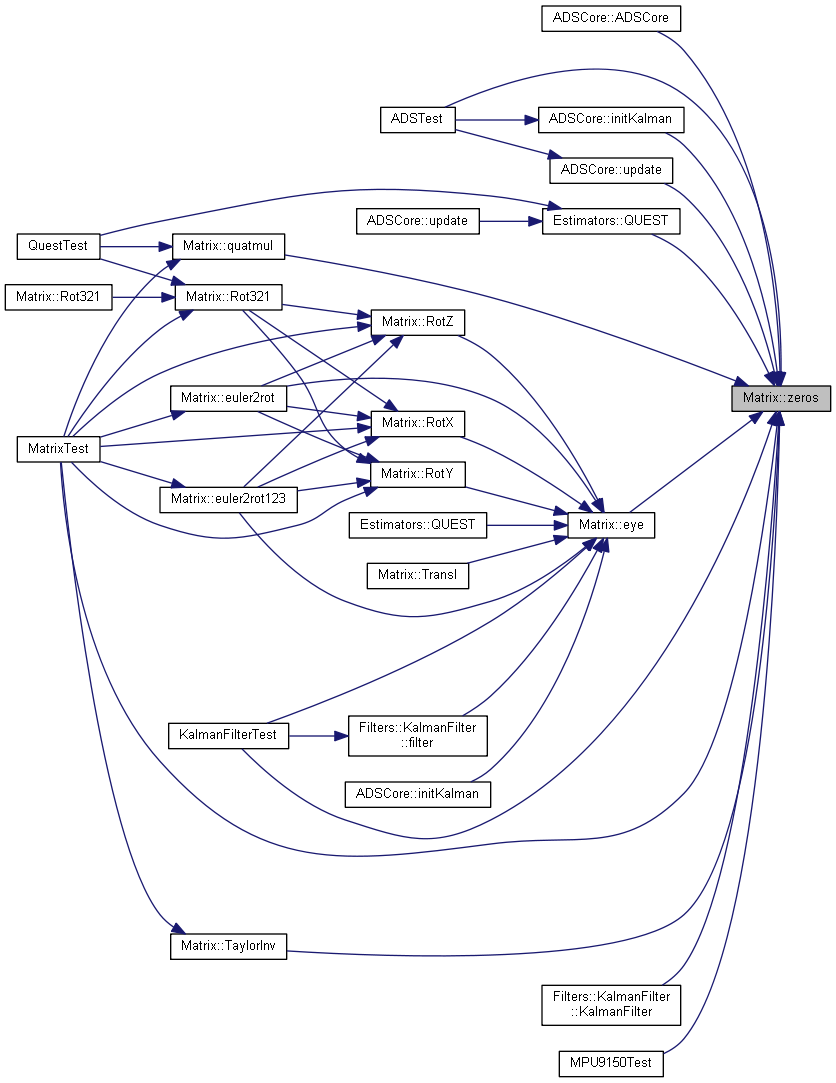 ADSCore::ADSCore
ADSTest
ADSCore::initKalman
ADSCore::update
ADSCore::update
Estimators::QUEST
QuestTest
Matrix::quatmul
Matrix::Rot321
Matrix::Rot321
Matrix::RotZ
Matrix::zeros
Matrix::euler2rot
Matrix::RotX
MatrixTest
Matrix::RotY
Matrix::euler2rot123
Estimators::QUEST
Matrix::eye
Matrix::Transl
KalmanFilterTest
Filters::KalmanFilter
::filter
ADSCore::initKalman
Matrix::TaylorInv
Filters::KalmanFilter
::KalmanFilter
MPU9150Test